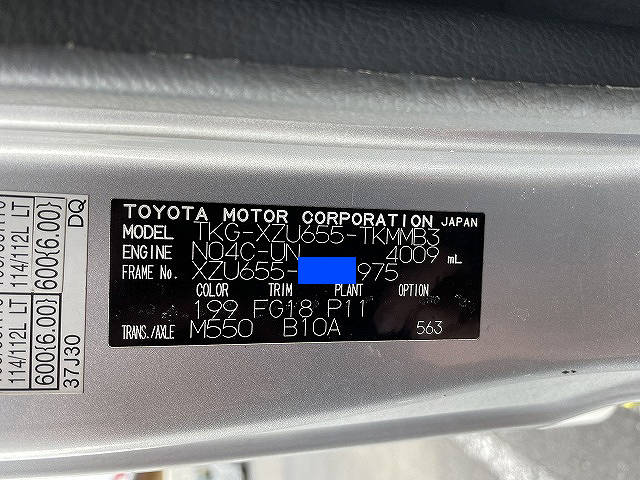 TOYOTA MOTOR CORPORATION JAPAN
MODEL TKG-XZU655-TKMMB3
ENGINE N04C-UN 4009 mL
FRAME No. XZU655- 975
COLOR TRIM PLANT OPTION
199 FG18 P11
TRANS./AXLE M550 B10A 563
114/112L LT
600(6.00)
DQ
114/112L LT
600(6.00)
37J30